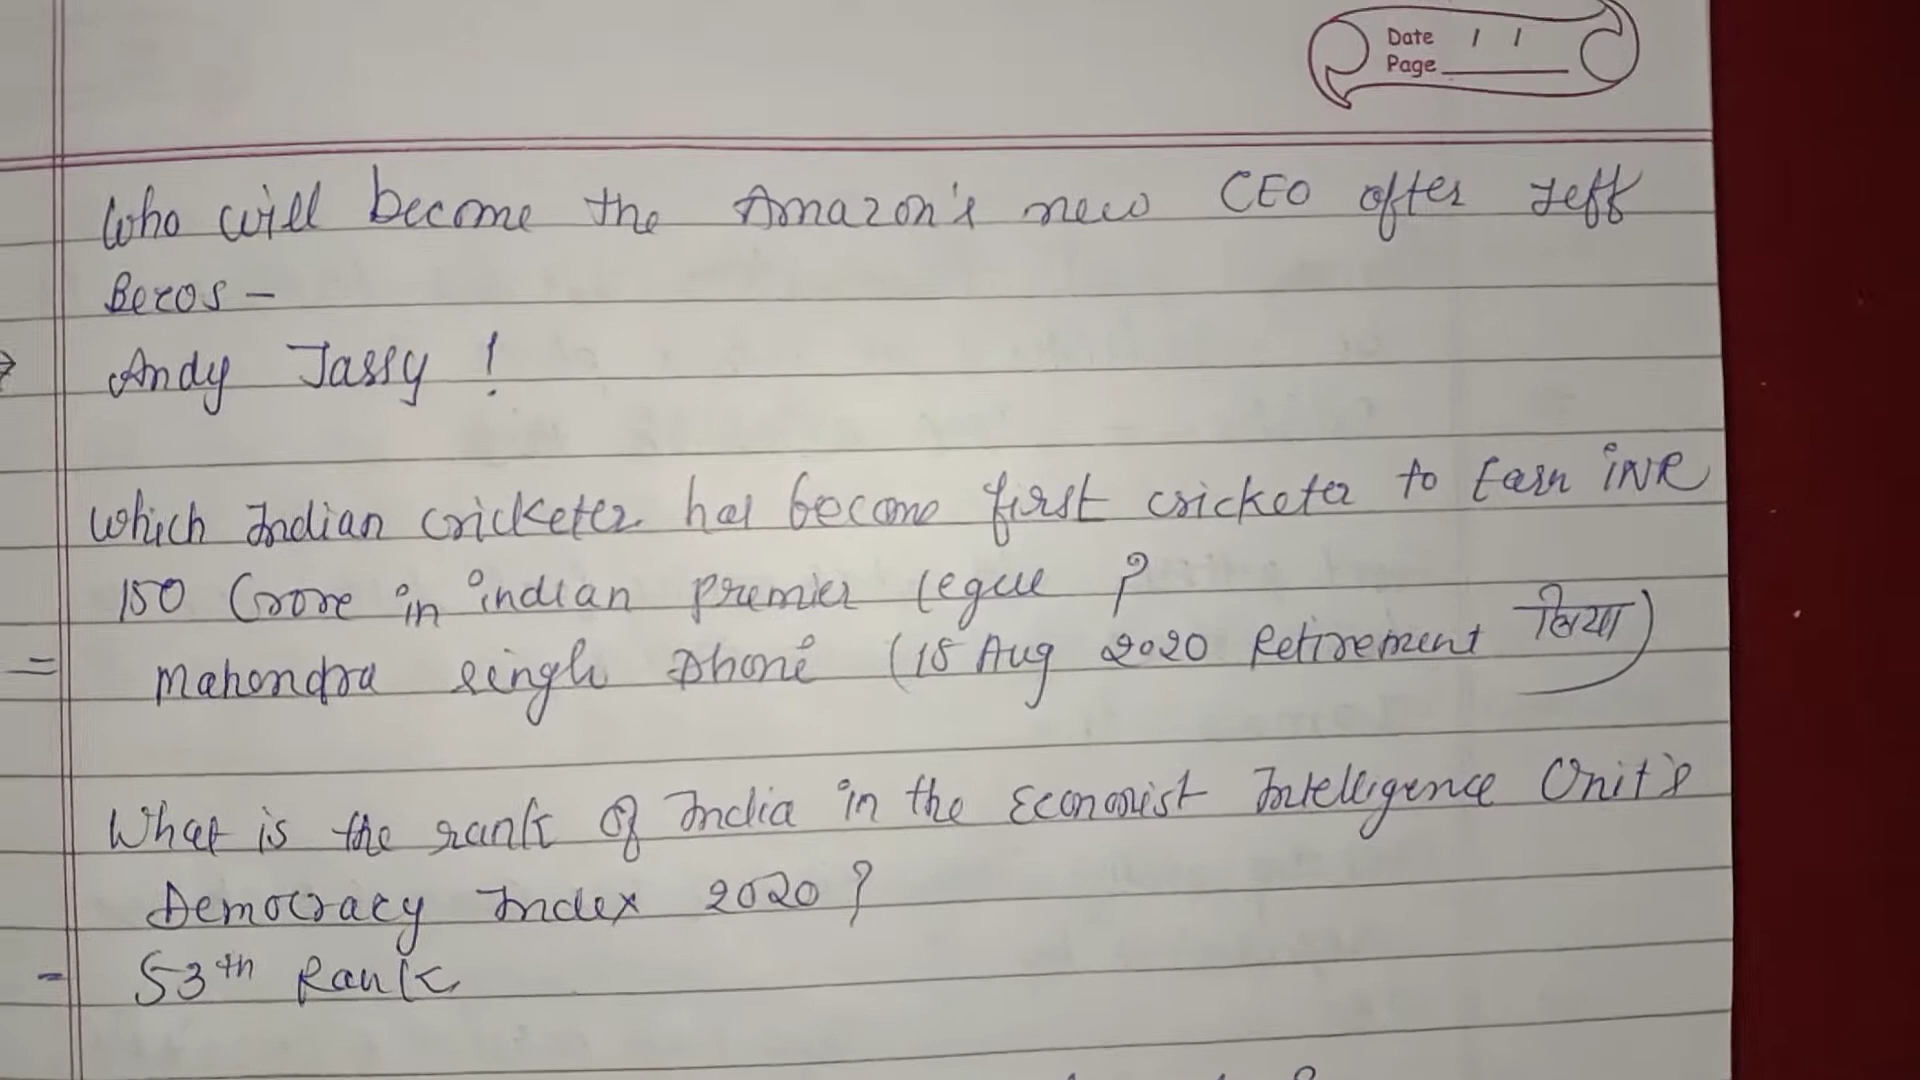 Date / /
Page
Who will become the Amazon's new CEO after Jeff
Bezos -
Andy Jassy !
Which Indian cricketer has become first cricketer to Earn INR
150 Crore in indian premier legue ?
= Mahendra singh Dhoni (15 Aug 2020 Retirement लिया)
What is the rank of India in the Economist Intelligence Unit's
Democracy Index 2020 ?
- 53th Rank